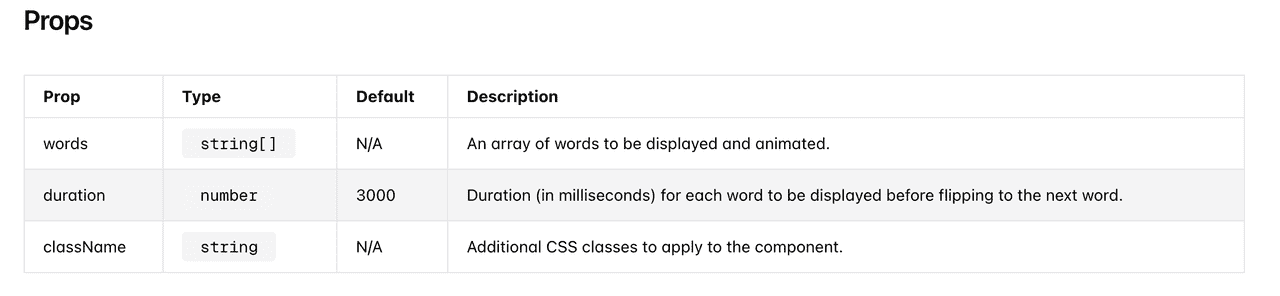 Props
Prop Type Default Description
words string[] N/A An array of words to be displayed and animated.
duration number 3000 Duration (in milliseconds) for each word to be displayed before flipping to the next word.
className string N/A Additional CSS classes to apply to the component.